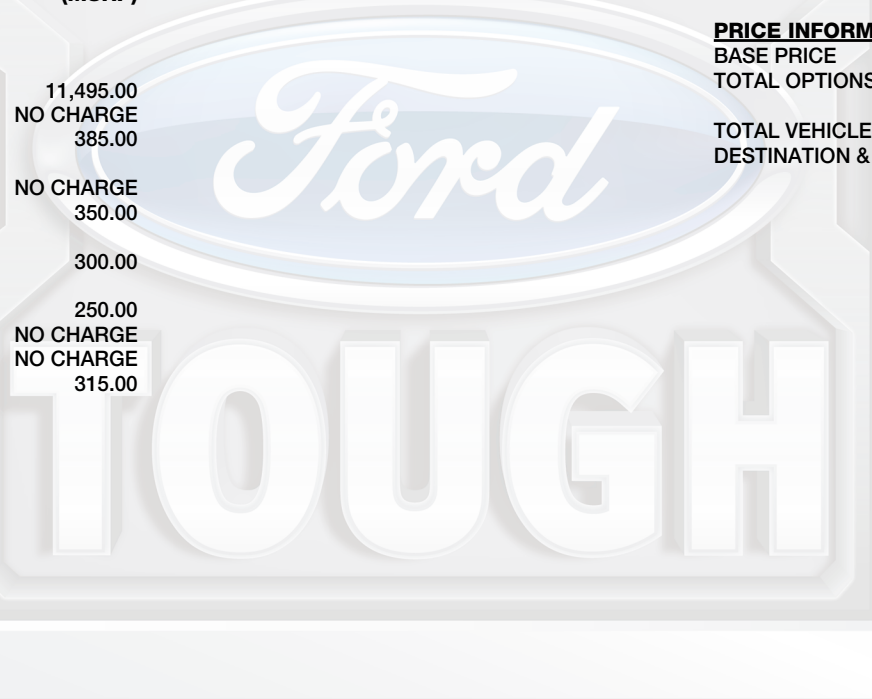 11,495.00
NO CHARGE
385.00
NO CHARGE
350.00
300.00
250.00
NO CHARGE
NO CHARGE
315.00
PRICE
BASE PRICE
TOTAL OPTIONS
TOTAL VEHICLE
DESTINATION &
Ford
TOUGH